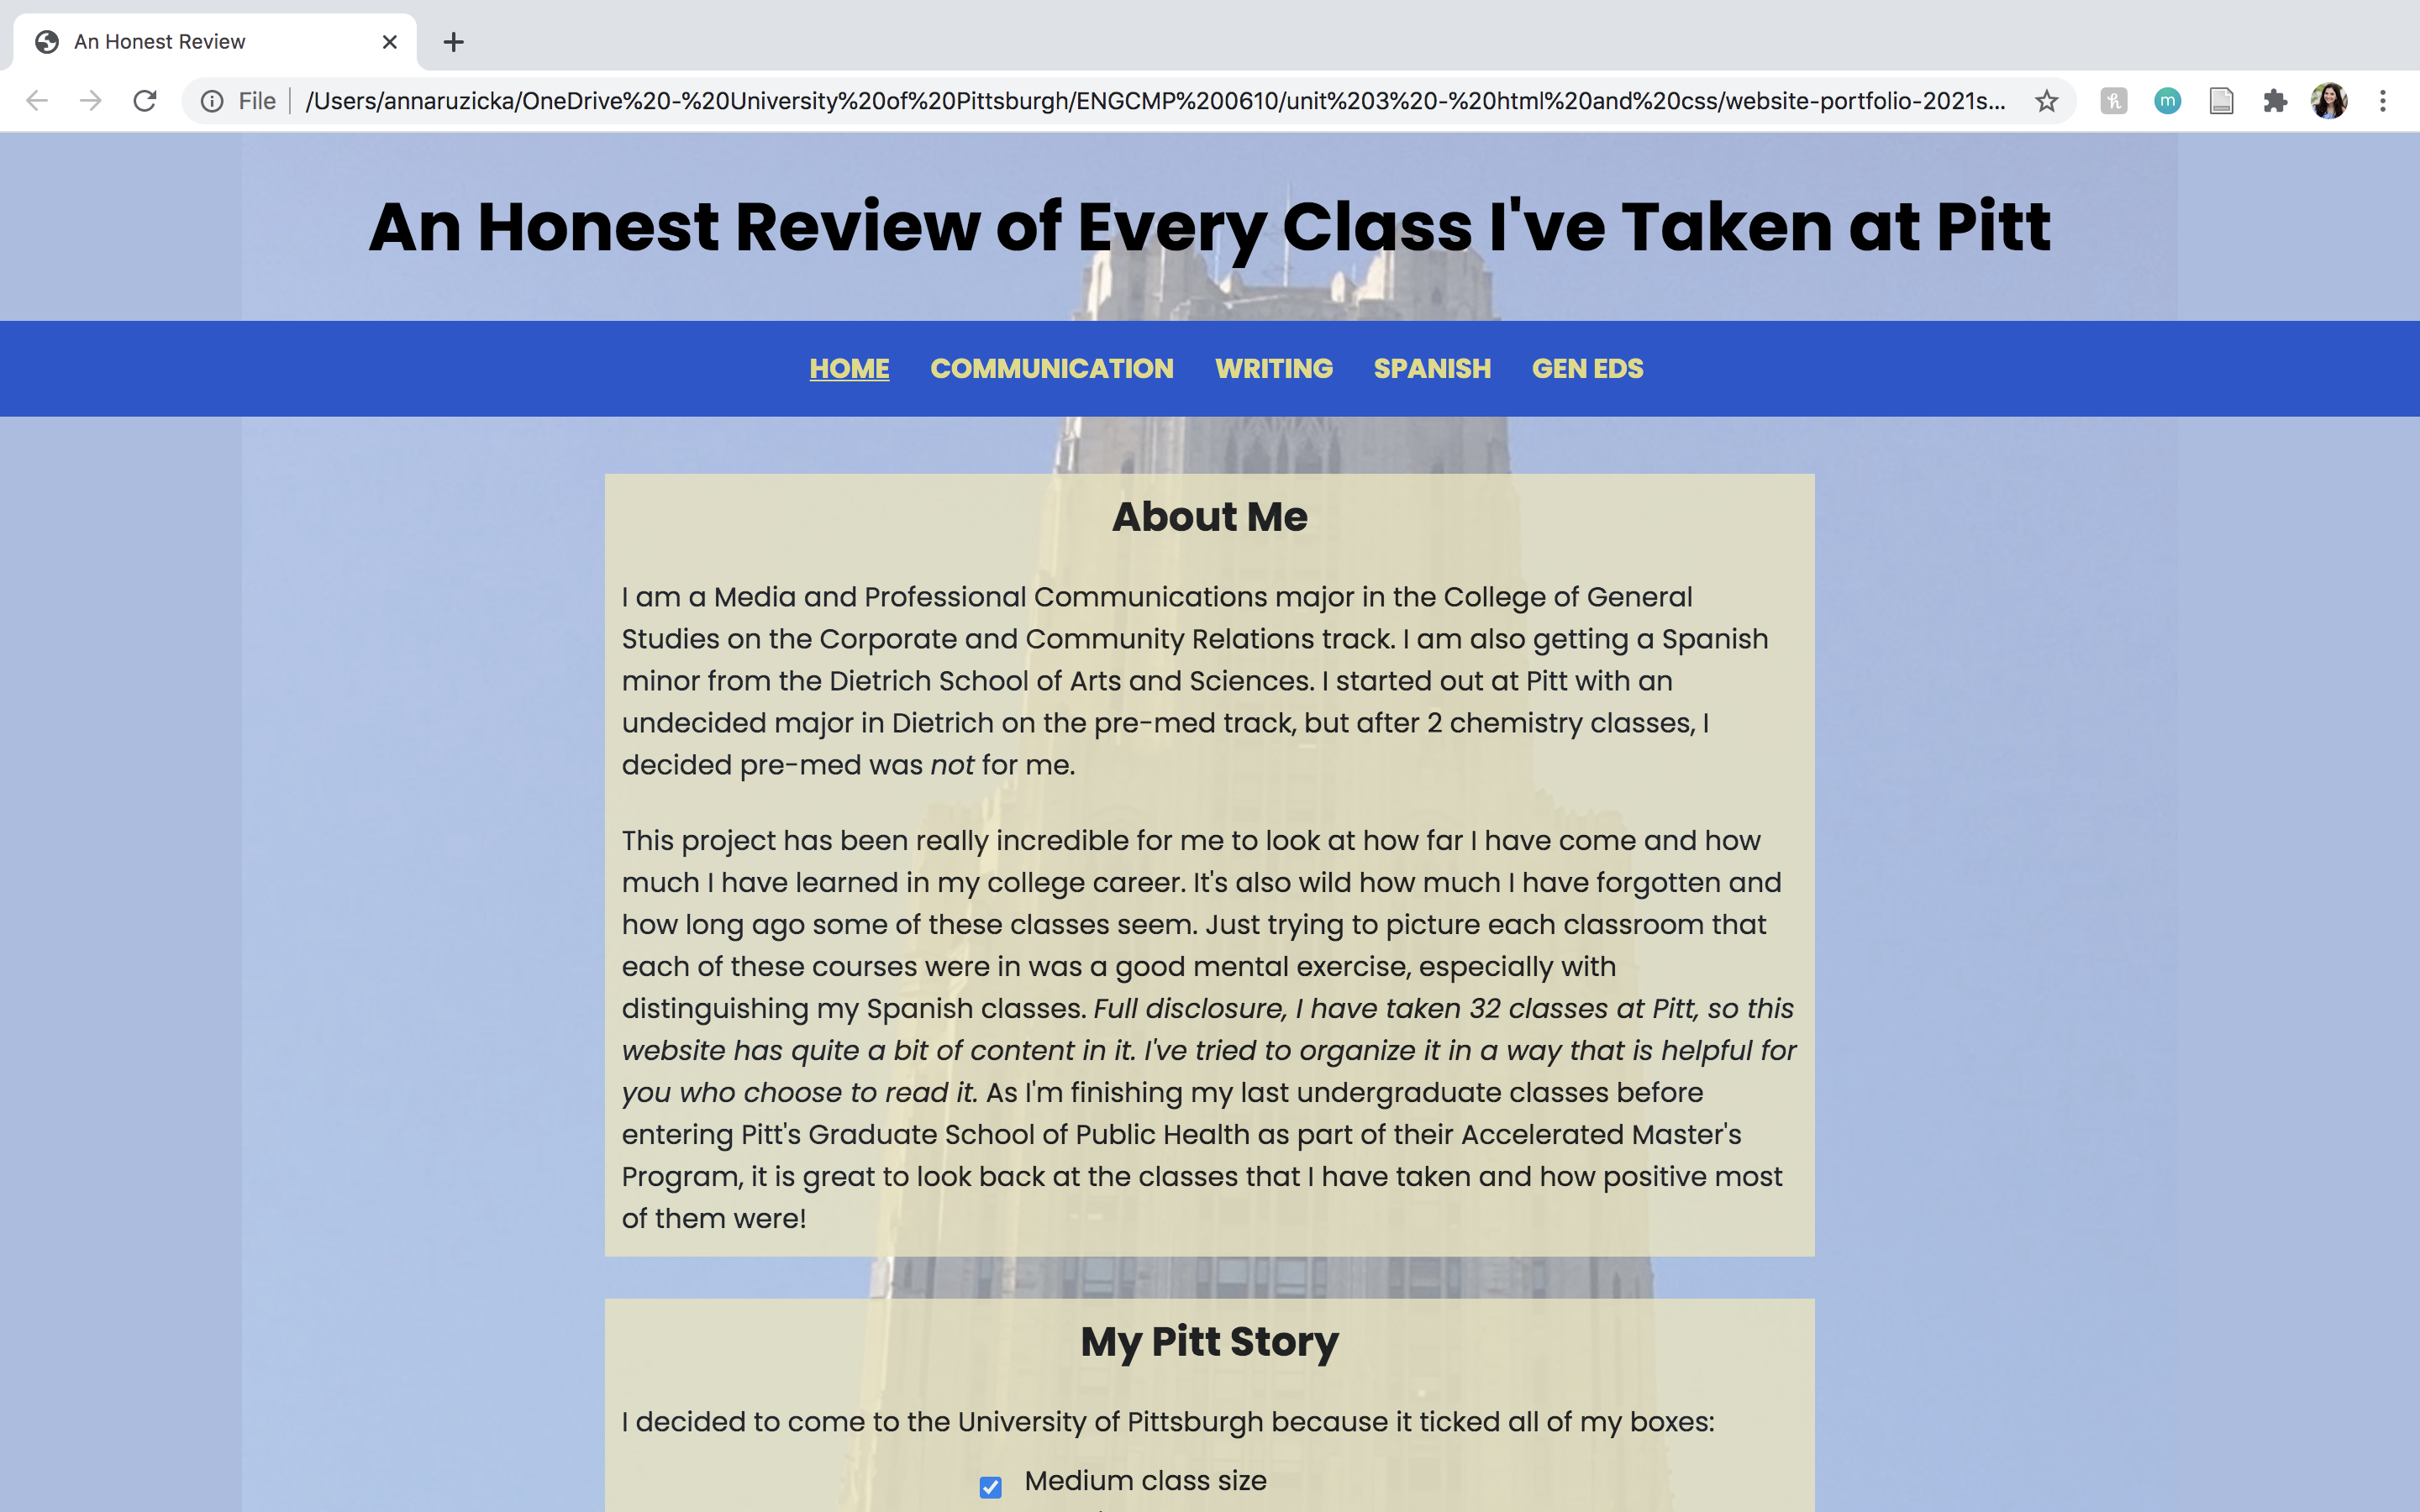 An Honest Review
File
/Users/annaruzicka/OneDrive%20-%20University%20of%20Pittsburgh/ENGCMP%200610/unit%203%20-%20html%20and%20css/website-portfolio-2021s...
m
An Honest Review of Every Class I've Taken at Pitt
HOME COMMUNICATION WRITING SPANISH GEN EDS
About Me
I am a Media and Professional Communications major in the College of General
Studies on the Corporate and Community Relations track. I am also getting a Spanish
minor from the Dietrich School of Arts and Sciences. I started out at Pitt with an
undecided major in Dietrich on the pre-med track, but after 2 chemistry classes, I
decided pre-med was not for me.
This project has been really incredible for me to look at how far I have come and how
much I have learned in my college career. It's also wild how much I have forgotten and
how long ago some of these classes seem. Just trying to picture each classroom that
each of these courses were in was a good mental exercise, especially with
distinguishing my Spanish classes. Full disclosure, I have taken 32 classes at Pitt, so this
website has quite a bit of content in it. I've tried to organize it in a way that is helpful for
you who choose to read it. As I'm finishing my last undergraduate classes before
entering Pitt's Graduate School of Public Health as part of their Accelerated Master's
Program, it is great to look back at the classes that I have taken and how positive most
of them were!
My Pitt Story
I decided to come to the University of Pittsburgh because it ticked all of my boxes:
Medium class size